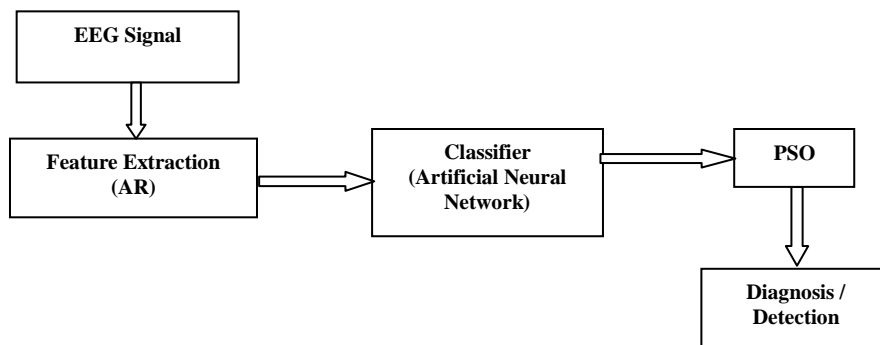 EEG Signal
Feature Extraction
(AR)
Classifier
(Artificial Neural
Network)
PSO
Diagnosis /
Detection